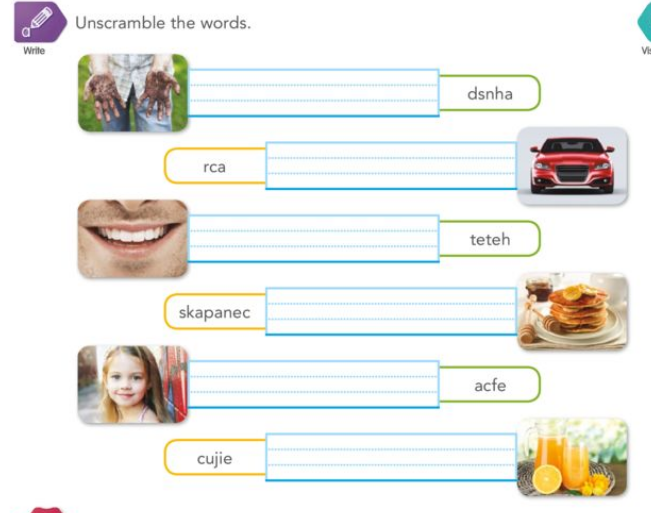 Unscramble the words.
Write
dsnha
rca
teteh
skapanec
acfe
cujie